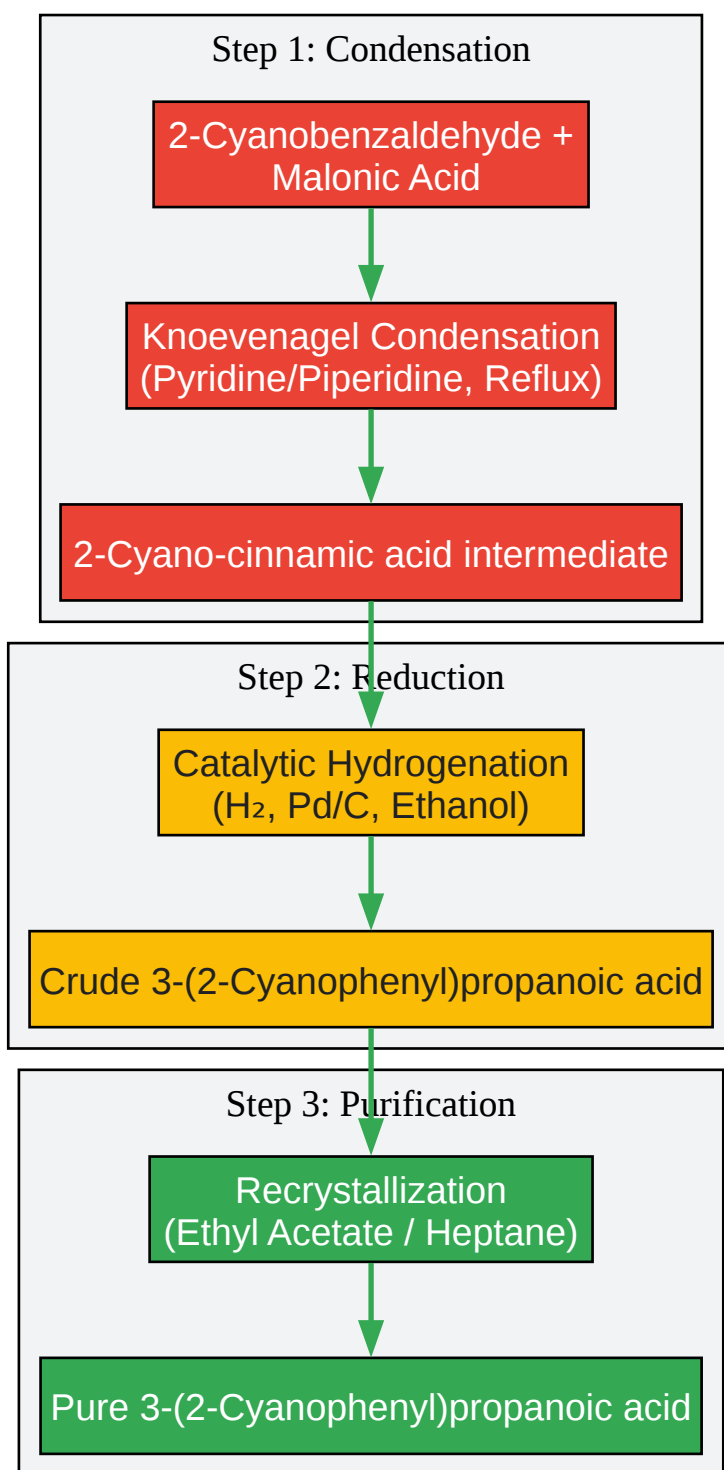 Step 1: Condensation
2-Cyanobenzaldehyde +
Malonic Acid
Knoevenagel Condensation
(Pyridine/Piperidine, Reflux)
2-Cyano-cinnamic acid intermediate
Step 2: Reduction
Catalytic Hydrogenation
(H₂, Pd/C, Ethanol)
Crude 3-(2-Cyanophenyl)propanoic acid
Step 3: Purification
Recrystallization
(Ethyl Acetate / Heptane)
Pure 3-(2-Cyanophenyl)propanoic acid